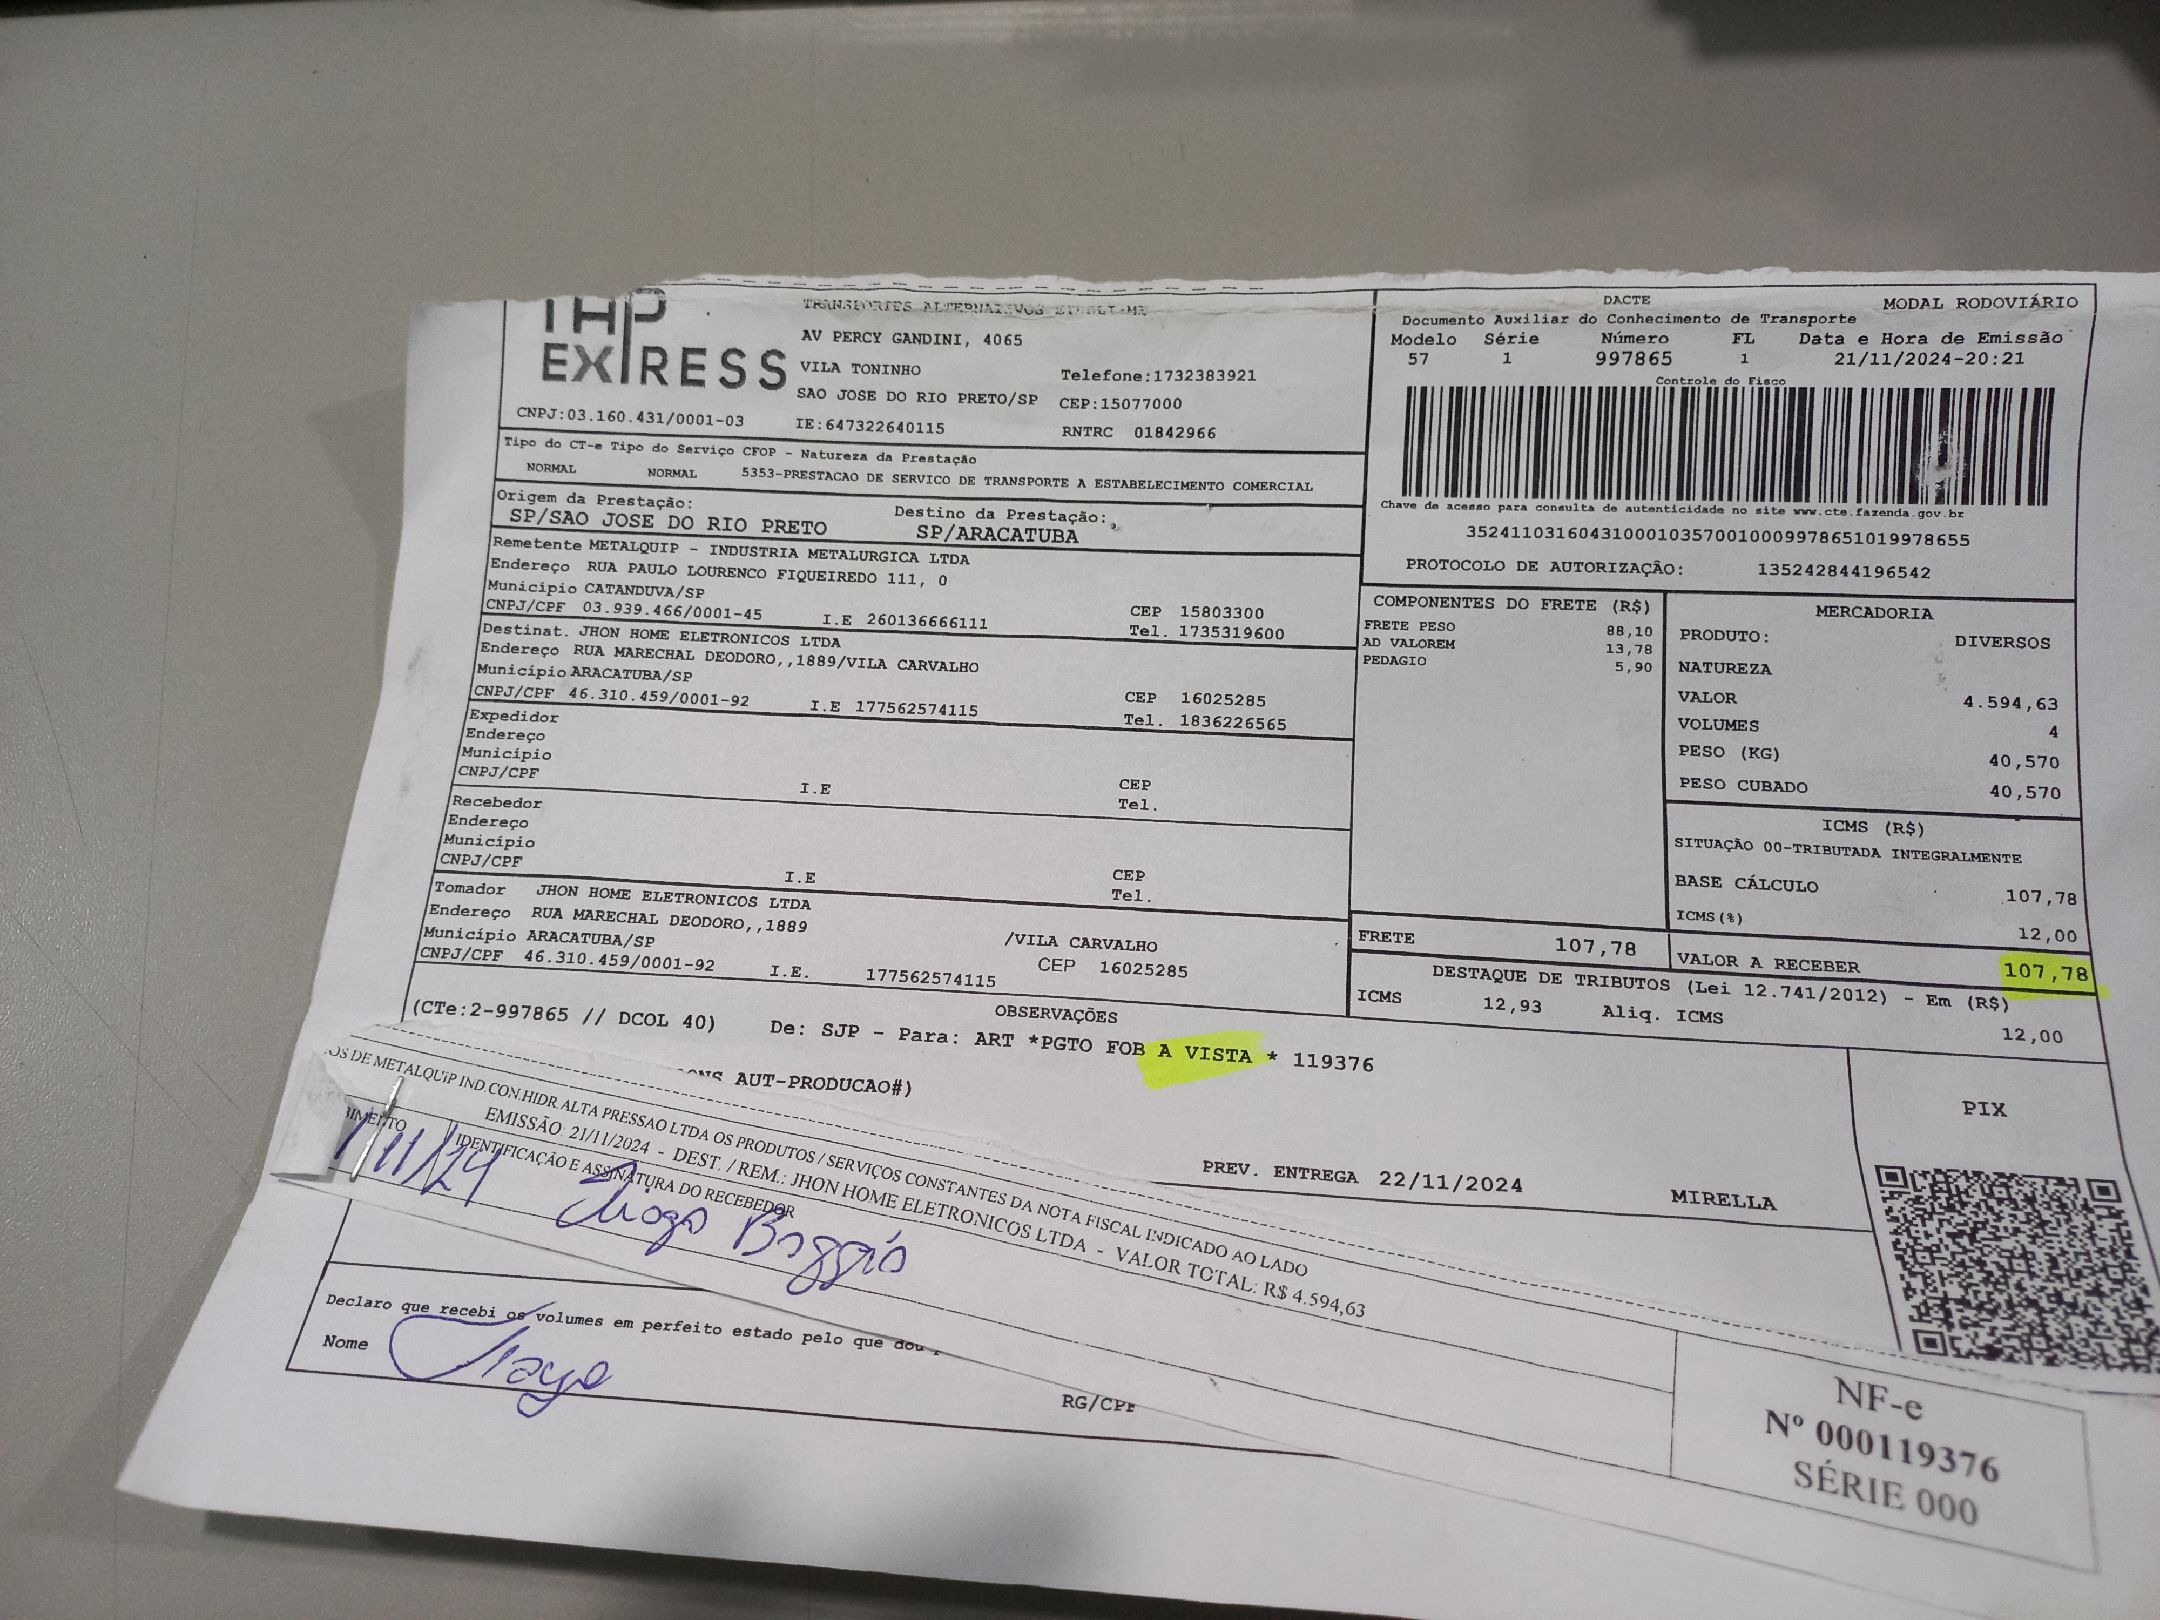 EXPRESS
TRANSPORTES ALTERNATIVOS EIRELI-ME
AV PERCY GANDINI, 4065
VILA TONINHO
Telefone:1732383921
SAO JOSE DO RIO PRETO/SP CEP:15077000
CNPJ:03.160.431/0001-03 IE:647322640115 RNTRC 01842966
DACTE MODAL RODOVIÁRIO
Documento Auxiliar do Conhecimento de Transporte
Modelo Série Número FL Data e Hora de Emissão
57 1 997865 1 21/11/2024-20:21
Controle do Fisco
Chave de acesso para consulta de autenticidade no site www.cte.fazenda.gov.br
35241103160431000103570010009978651019978655
PROTOCOLO DE AUTORIZAÇÃO: 135242844196542
Tipo do CT-e Tipo do Serviço CFOP - Natureza da Prestação
NORMAL NORMAL 5353-PRESTACAO DE SERVICO DE TRANSPORTE A ESTABELECIMENTO COMERCIAL
Origem da Prestação: Destino da Prestação:
SP/SAO JOSE DO RIO PRETO SP/ARACATUBA
Remetente METALQUIP - INDUSTRIA METALURGICA LTDA
Endereço RUA PAULO LOURENCO FIQUEIREDO 111, 0
Município CATANDUVA/SP CEP 15803300
CNPJ/CPF 03.939.466/0001-45 I.E 260136666111 Tel. 1735319600
Destinat. JHON HOME ELETRONICOS LTDA
Endereço RUA MARECHAL DEODORO,,1889/VILA CARVALHO
Município ARACATUBA/SP CEP 16025285
CNPJ/CPF 46.310.459/0001-92 I.E 177562574115 Tel. 1836226565
Expedidor
Endereço
Município
CNPJ/CPF I.E CEP
Tel.
Recebedor
Endereço
Município
CNPJ/CPF I.E CEP
Tel.
Tomador JHON HOME ELETRONICOS LTDA
Endereço RUA MARECHAL DEODORO,,1889 /VILA CARVALHO
Município ARACATUBA/SP CEP 16025285
CNPJ/CPF 46.310.459/0001-92 I.E. 177562574115
COMPONENTES DO FRETE (R$)
FRETE PESO 88,10
AD VALOREM 13,78
PEDAGIO 5,90
MERCADORIA
PRODUTO: DIVERSOS
NATUREZA
VALOR 4.594,63
VOLUMES 4
PESO (KG) 40,570
PESO CUBADO 40,570
ICMS (R$)
SITUAÇÃO 00-TRIBUTADA INTEGRALMENTE
BASE CÁLCULO 107,78
ICMS(%) 12,00
FRETE 107,78 VALOR A RECEBER 107,78
DESTAQUE DE TRIBUTOS (Lei 12.741/2012) - Em (R$)
ICMS 12,93 Aliq. ICMS 12,00
OBSERVAÇÕES
(CTe:2-997865 // DCOL 40) De: SJP - Para: ART *PGTO FOB A VISTA * 119376
AUT-PRODUCAO#)
PIX
PREV. ENTREGA 22/11/2024 MIRELLA
DE METALQUIP IND.CON.HIDR.ALTA PRESSAO LTDA OS PRODUTOS / SERVIÇOS CONSTANTES DA NOTA FISCAL INDICADO AO LADO
EMISSÃO: 21/11/2024 - DEST. / REM.: JHON HOME ELETRONICOS LTDA - VALOR TOTAL: R$ 4.594,63
IDENTIFICAÇÃO E ASSINATURA DO RECEBEDOR
/11/24
Declaro que recebi os volumes em perfeito estado pelo que dou
Nome
RG/CPF
NF-e
Nº 000119376
SÉRIE 000